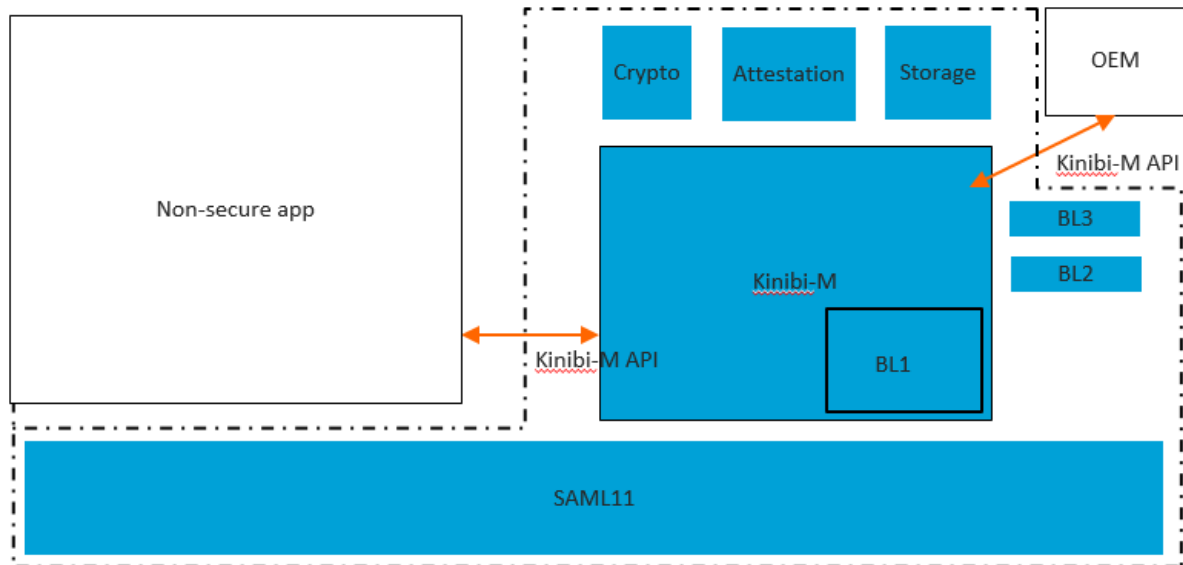 Crypto
Attestation
Storage
OEM
Kinibi-M API
Non-secure app
BL3
BL2
Kinibi-M
Kinibi-M API
BL1
SAML11